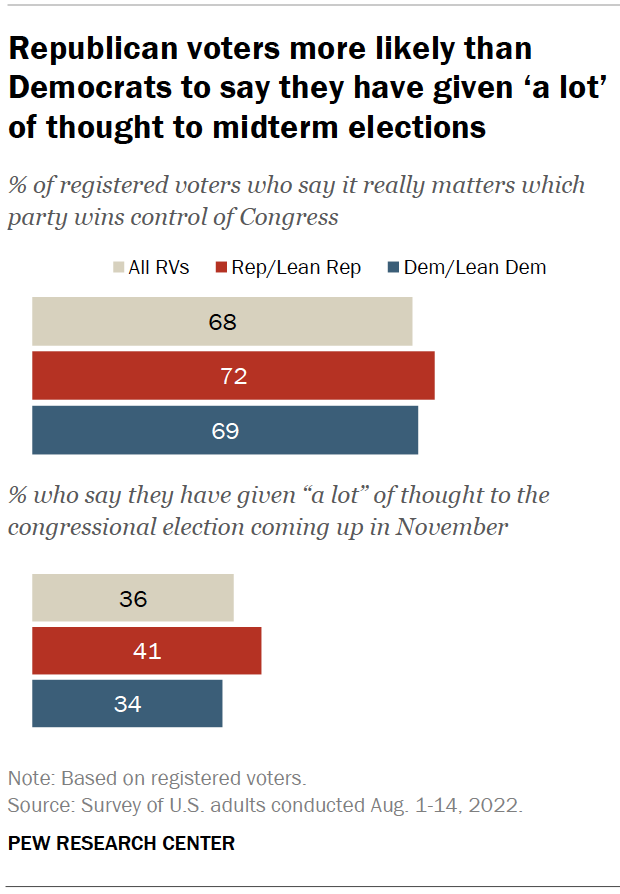 Republican voters more likely than
Democrats to say they have given ‘a lot’
of thought to midterm elections
% of registered voters who say it really matters which
party wins control of Congress
All RVs Rep/Lean Rep Dem/Lean Dem
68
72
69
% who say they have given “a lot” of thought to the
congressional election coming up in November
36
41
34
Note: Based on registered voters.
Source: Survey of U.S. adults conducted Aug. 1-14, 2022.
PEW RESEARCH CENTER